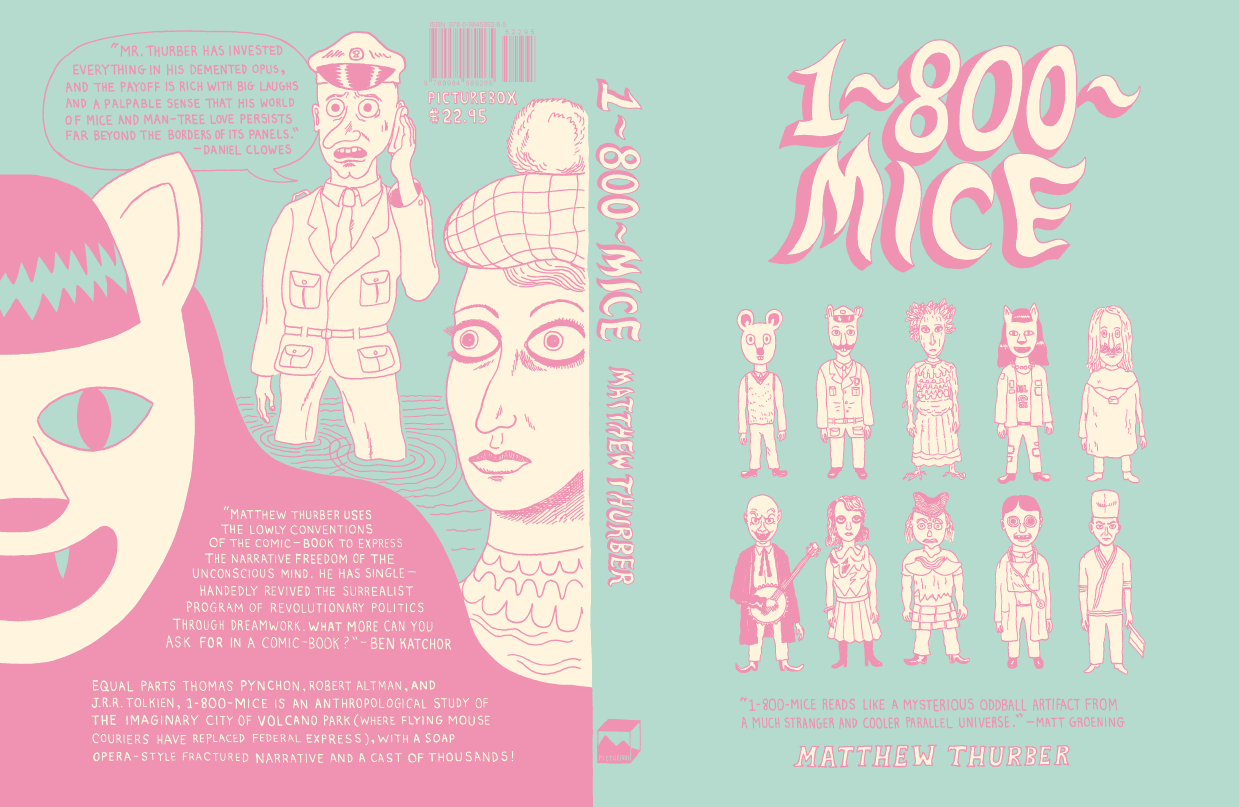 "MR. THURBER HAS INVESTED
EVERYTHING IN HIS DEMENTED OPUS,
AND THE PAYOFF IS RICH WITH BIG LAUGHS
AND A PALPABLE SENSE THAT HIS WORLD
OF MICE AND MAN-TREE LOVE PERSISTS
FAR BEYOND THE BORDERS OF ITS PANELS."
-DANIEL CLOWES
PICTUREBOX
$22.95
"MATTHEW THURBER USES
THE LOWLY CONVENTIONS
OF THE COMIC-BOOK TO EXPRESS
THE NARRATIVE FREEDOM OF THE
UNCONSCIOUS MIND. HE HAS SINGLE-
HANDEDLY REVIVED THE SURREALIST
PROGRAM OF REVOLUTIONARY POLITICS
THROUGH DREAMWORK. WHAT MORE CAN YOU
ASK FOR IN A COMIC-BOOK?"-BEN KATCHOR
EQUAL PARTS THOMAS PYNCHON, ROBERT ALTMAN, AND
J.R.R. TOLKIEN, 1-800-MICE IS AN ANTHROPOLOGICAL STUDY OF
THE IMAGINARY CITY OF VOLCANO PARK (WHERE FLYING MOUSE
COURIERS HAVE REPLACED FEDERAL EXPRESS), WITH A SOAP
OPERA-STYLE FRACTURED NARRATIVE AND A CAST OF THOUSANDS!
1~800~MICE MATTHEW THURBER
PICTUREBOX
1~800~
MICE
"1-800-MICE READS LIKE A MYSTERIOUS ODDBALL ARTIFACT FROM
A MUCH STRANGER AND COOLER PARALLEL UNIVERSE." -MATT GROENING
MATTHEW THURBER